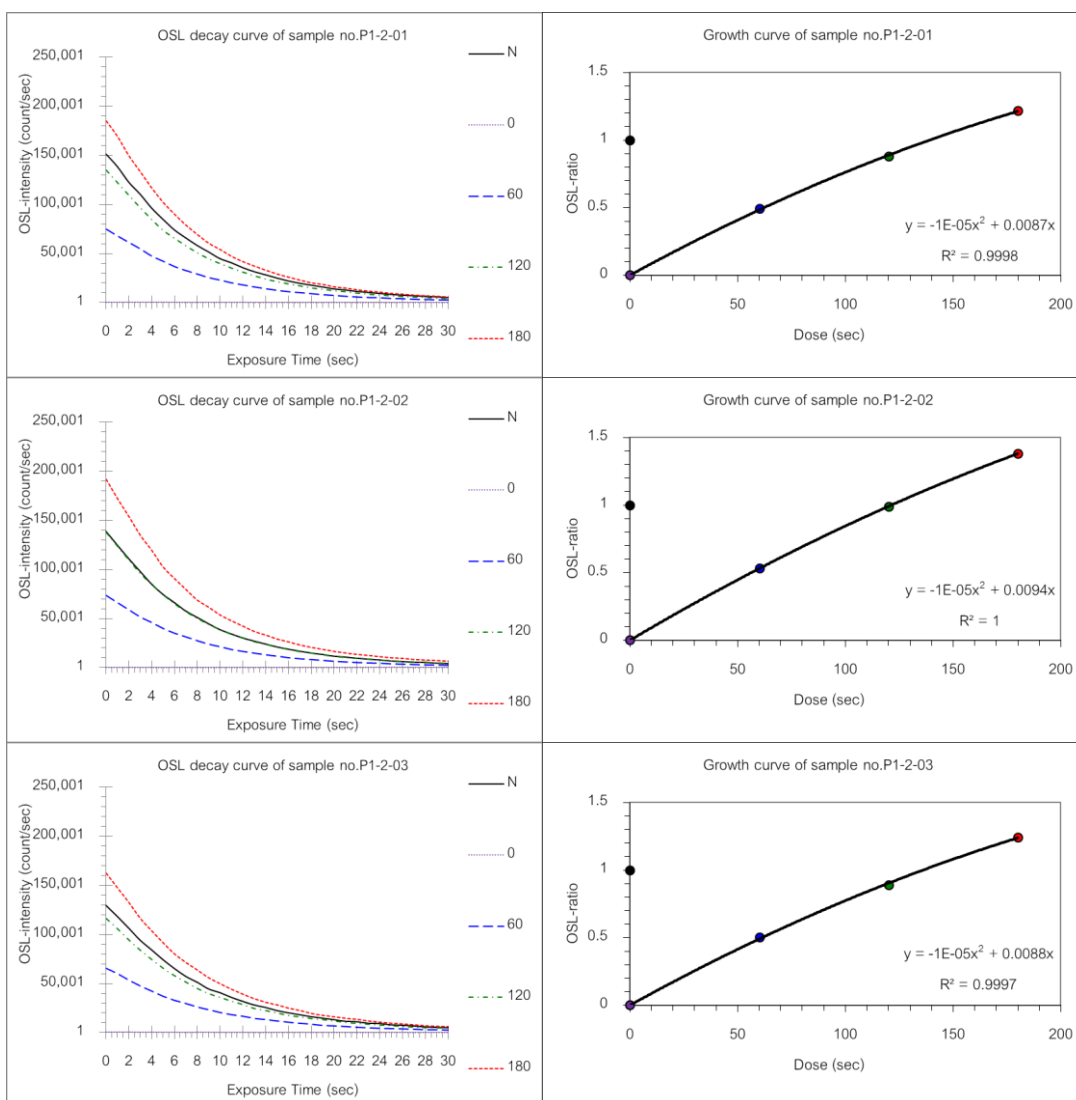 OSL decay curve of sample no.P1-2-01
250,001
200,001
150,001
100,001
50,001
1
OSL-intensity (count/sec)
0 2 4 6 8 10 12 14 16 18 20 22 24 26 28 30
Exposure Time (sec)
N
0
60
120
180
Growth curve of sample no.P1-2-01
1.5
1
0.5
0
OSL-ratio
y = -1E-05x² + 0.0087x
R² = 0.9998
0 50 100 150 200
Dose (sec)
OSL decay curve of sample no.P1-2-02
250,001
200,001
150,001
100,001
50,001
1
OSL-intensity (count/sec)
0 2 4 6 8 10 12 14 16 18 20 22 24 26 28 30
Exposure Time (sec)
N
0
60
120
180
Growth curve of sample no.P1-2-02
1.5
1
0.5
0
OSL-ratio
y = -1E-05x² + 0.0094x
R² = 1
0 50 100 150 200
Dose (sec)
OSL decay curve of sample no.P1-2-03
250,001
200,001
150,001
100,001
50,001
1
OSL-intensity (count/sec)
0 2 4 6 8 10 12 14 16 18 20 22 24 26 28 30
Exposure Time (sec)
N
0
60
120
180
Growth curve of sample no.P1-2-03
1.5
1
0.5
0
OSL-ratio
y = -1E-05x² + 0.0088x
R² = 0.9997
0 50 100 150 200
Dose (sec)